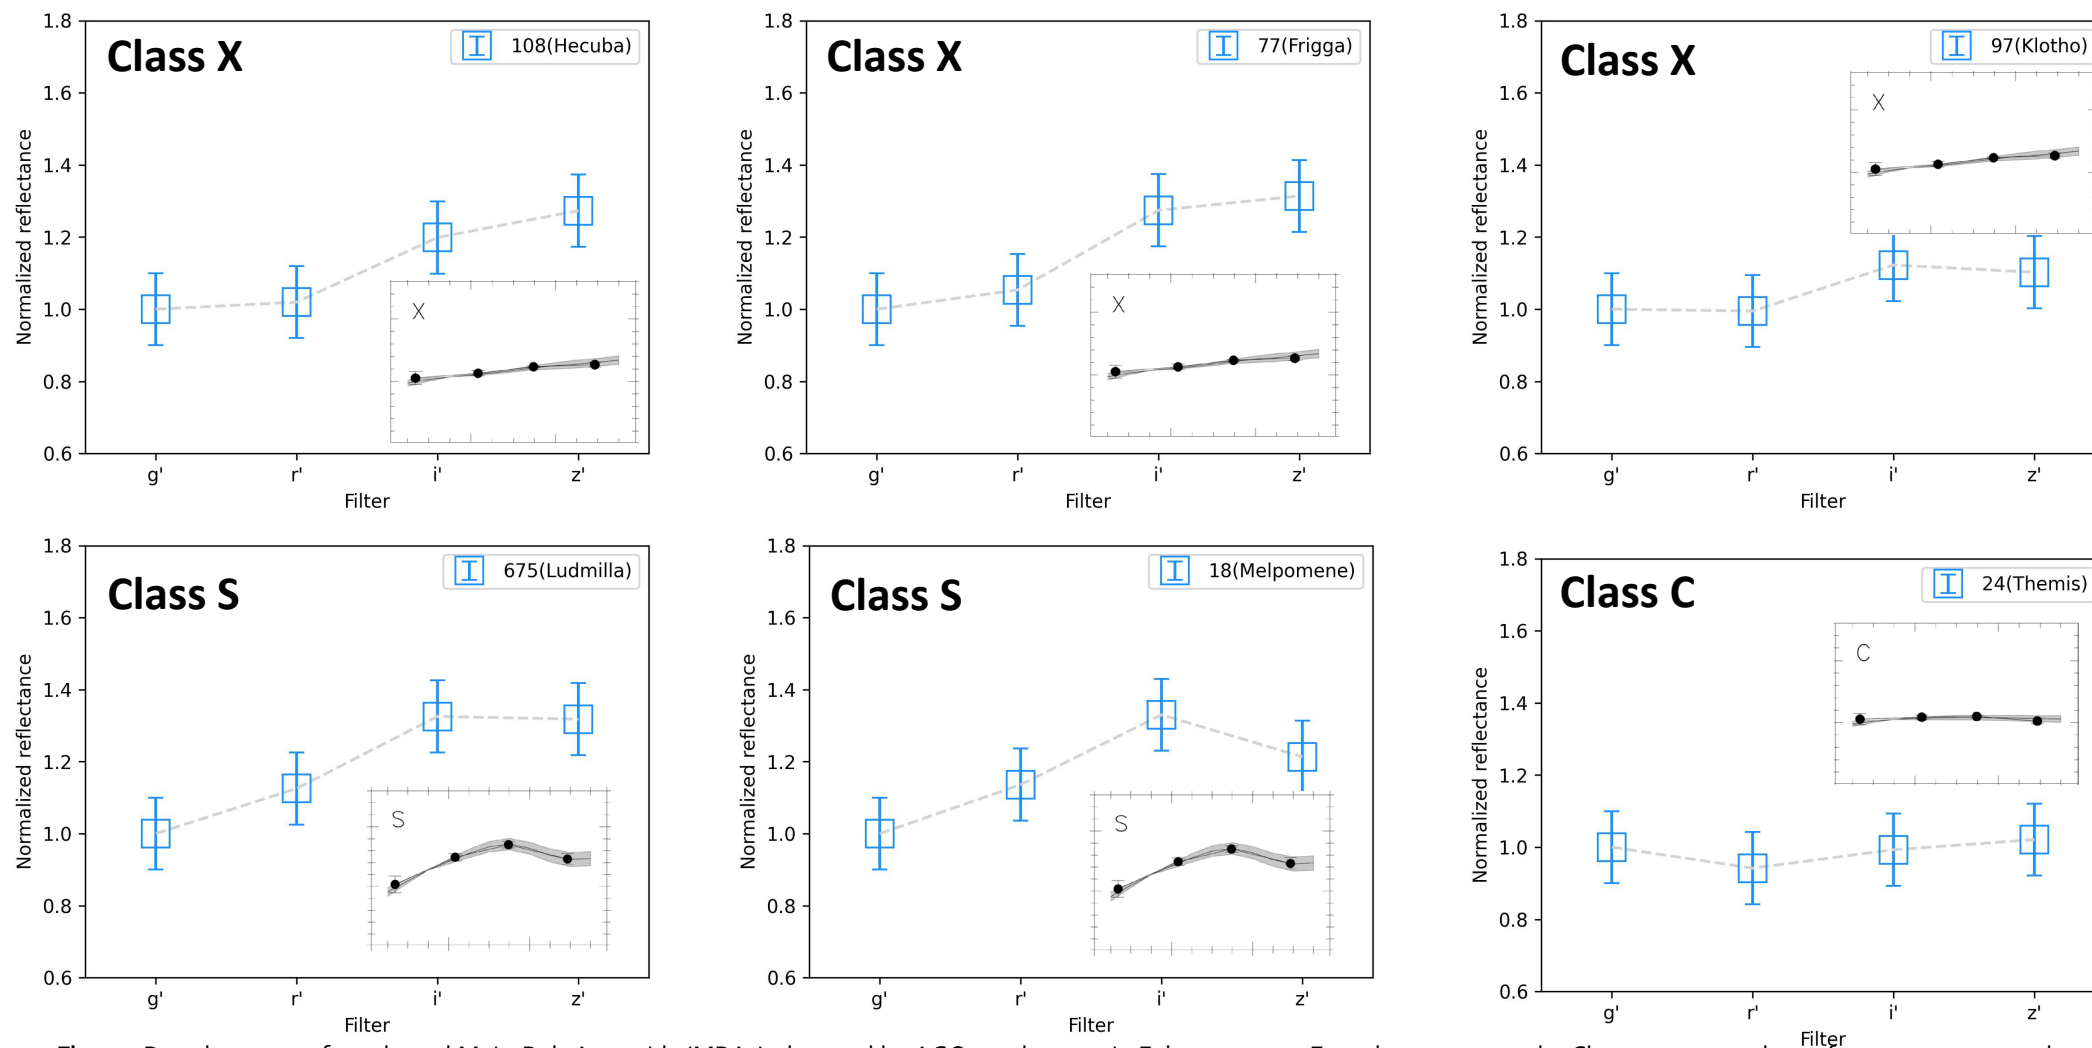 Class X
108(Hecuba)
Normalized reflectance
1.8
1.6
1.4
1.2
1.0
0.8
0.6
X
g' r' i' z'
Filter
Class X
77(Frigga)
Normalized reflectance
1.8
1.6
1.4
1.2
1.0
0.8
0.6
X
g' r' i' z'
Filter
Class X
97(Klotho)
Normalized reflectance
1.8
1.6
1.4
1.2
1.0
0.8
0.6
X
g' r' i' z'
Filter
Class S
675(Ludmilla)
Normalized reflectance
1.8
1.6
1.4
1.2
1.0
0.8
0.6
S
g' r' i' z'
Filter
Class S
18(Melpomene)
Normalized reflectance
1.8
1.6
1.4
1.2
1.0
0.8
0.6
S
g' r' i' z'
Filter
Class C
24(Themis)
Normalized reflectance
1.8
1.6
1.4
1.2
1.0
0.8
0.6
C
g' r' i' z'
Filter